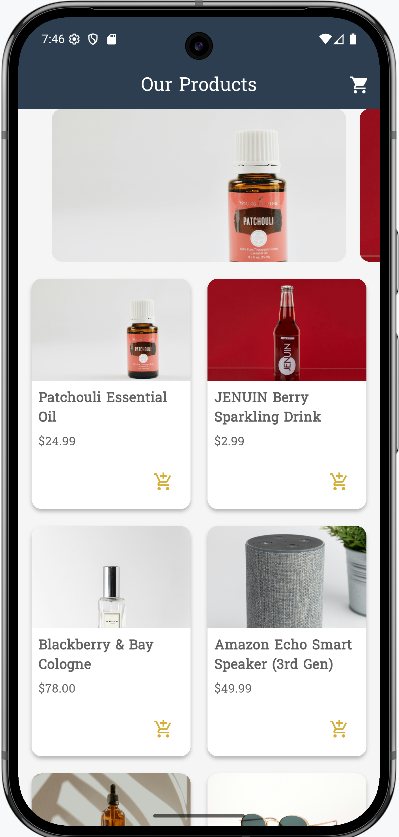 7:46
Our Products
PATCHOULI
Patchouli Essential
Oil
$24.99
JENUIN
JENUIN Berry
Sparkling Drink
$2.99
Blackberry & Bay
Cologne
$78.00
Amazon Echo Smart
Speaker (3rd Gen)
$49.99